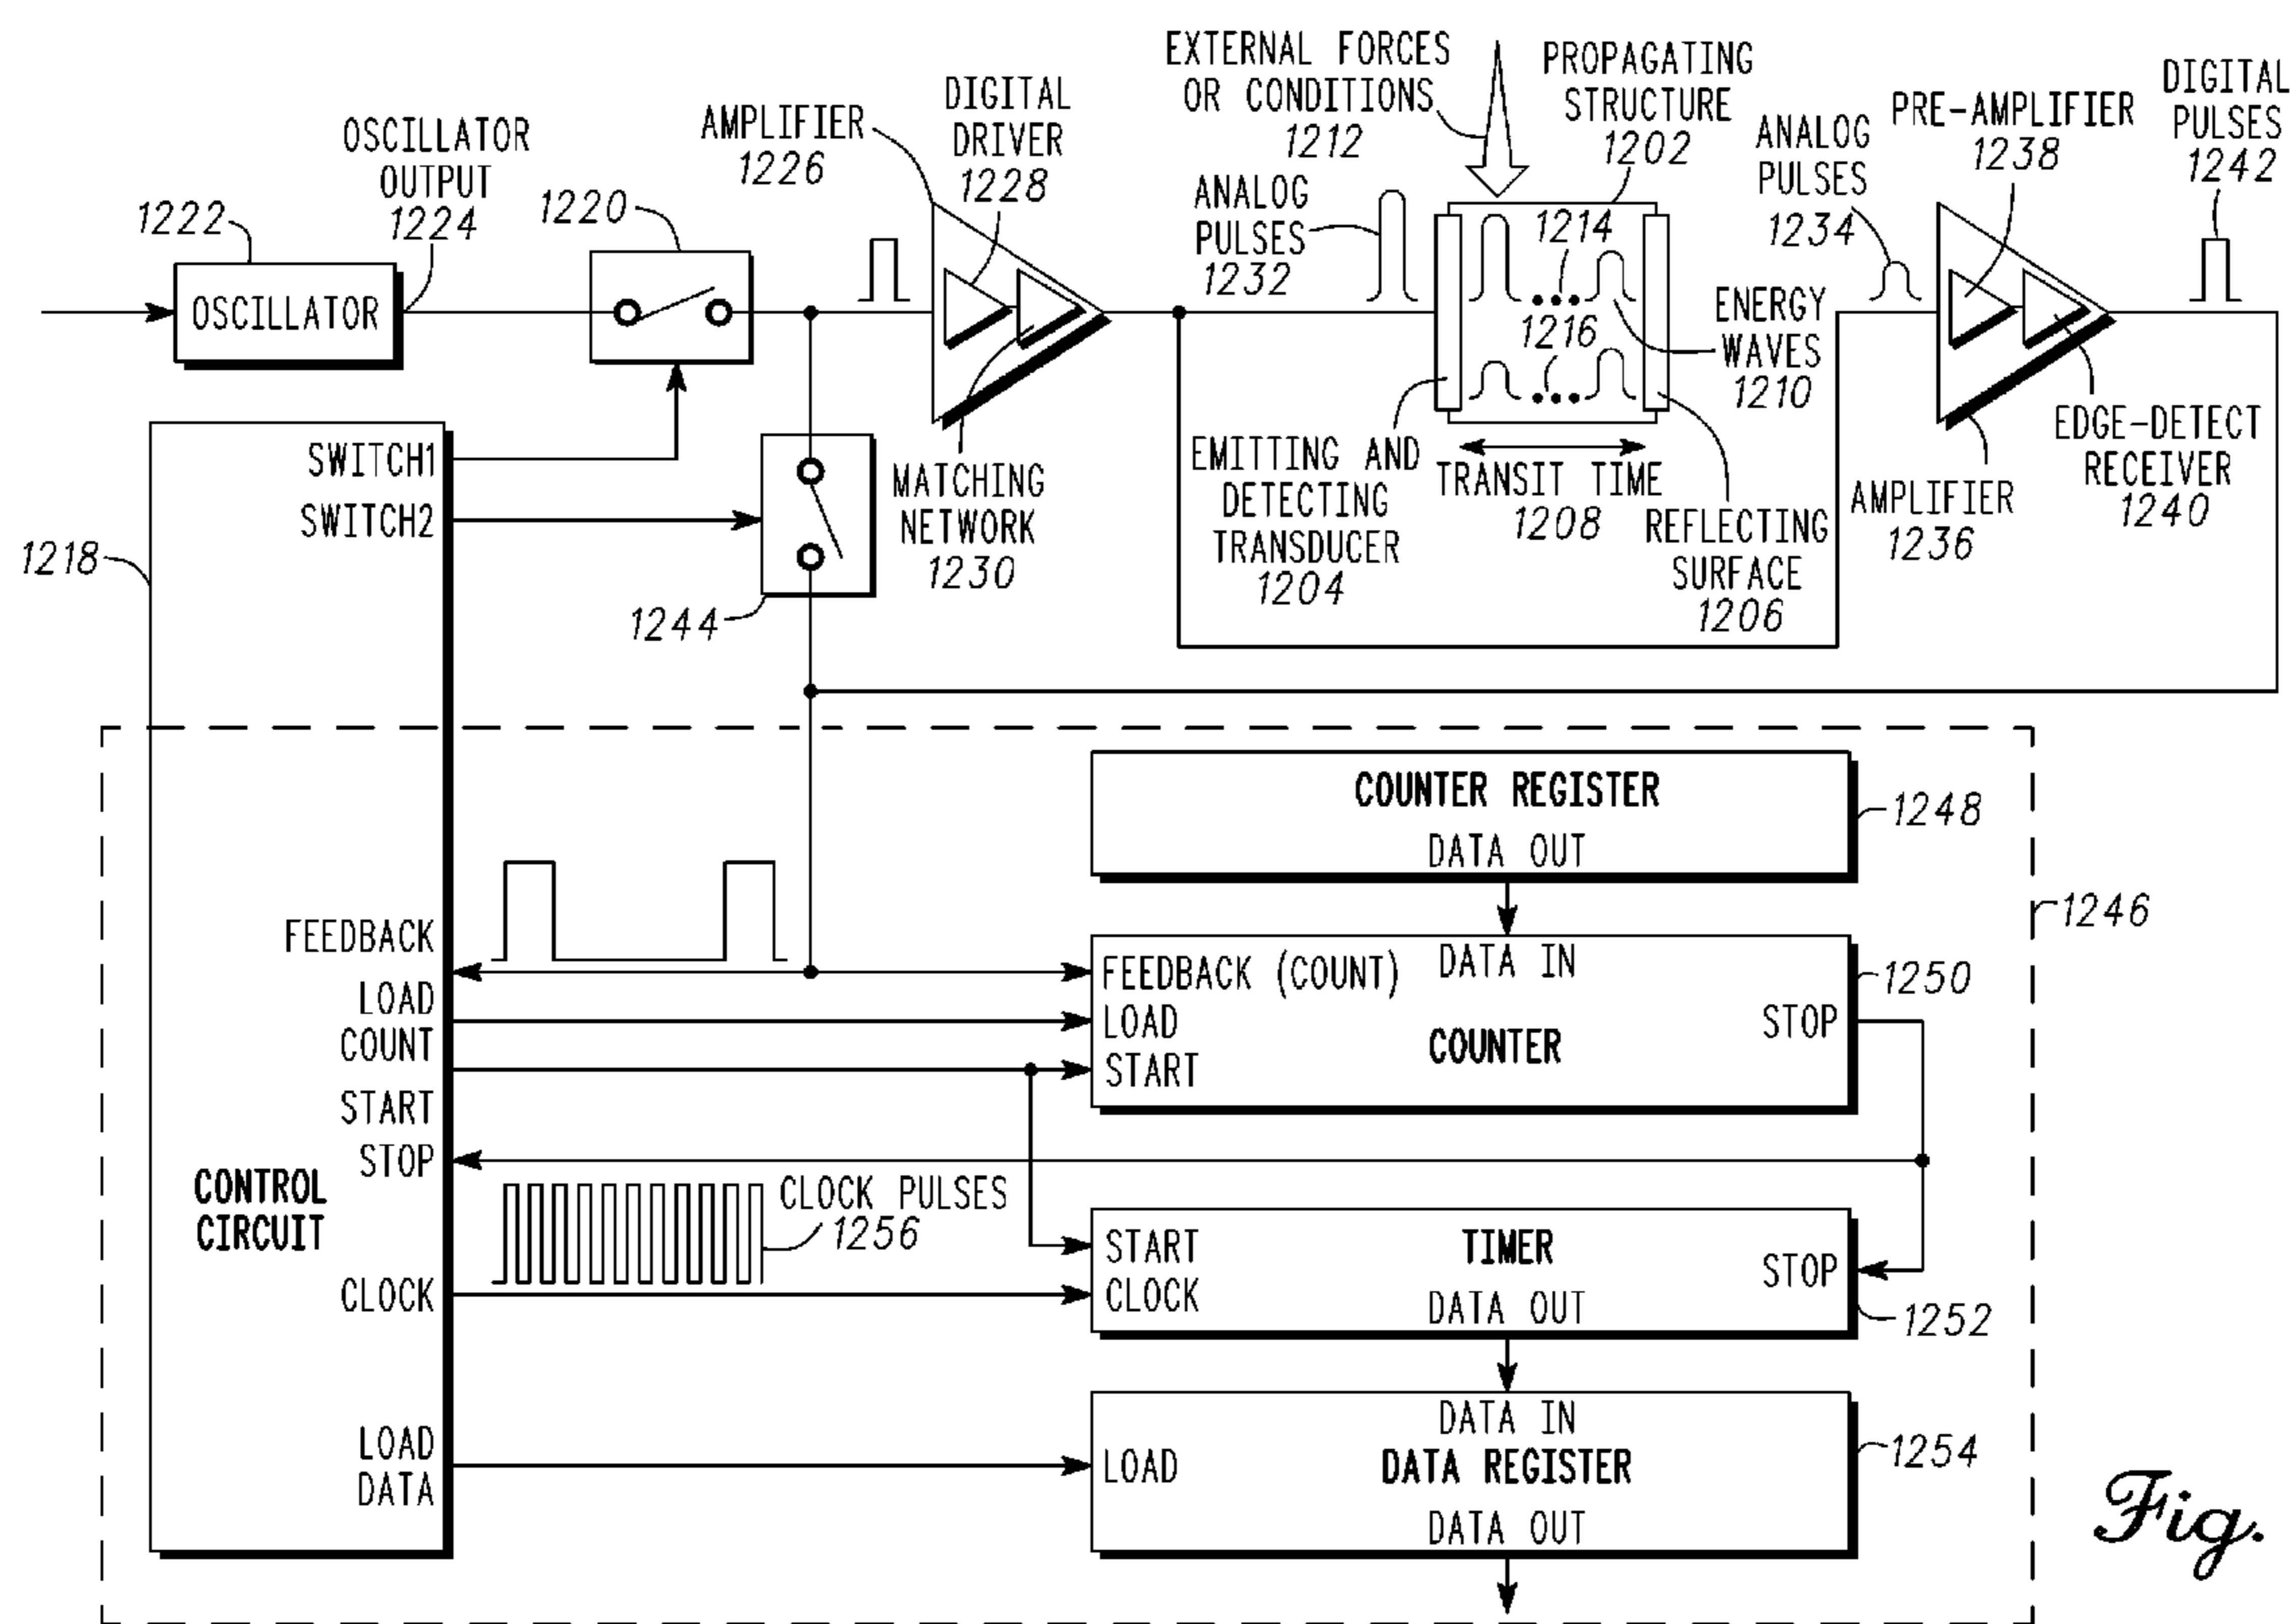 OSCILLATOR
OUTPUT
1224
1222
OSCILLATOR
1220
AMPLIFIER
1226
DIGITAL
DRIVER
1228
MATCHING
NETWORK
1230
1244
EXTERNAL FORCES
OR CONDITIONS
1212
ANALOG
PULSES
1232
PROPAGATING
STRUCTURE
1202
1214
1216
ENERGY
WAVES
1210
EMITTING AND
DETECTING
TRANSDUCER
1204
TRANSIT TIME
1208
REFLECTING
SURFACE
1206
ANALOG
PULSES
1234
PRE-AMPLIFIER
1238
DIGITAL
PULSES
1242
EDGE-DETECT
RECEIVER
1240
AMPLIFIER
1236
1218
SWITCH1
SWITCH2
FEEDBACK
LOAD
COUNT
START
STOP
CONTROL
CIRCUIT
CLOCK
LOAD
DATA
CLOCK PULSES
1256
COUNTER REGISTER
DATA OUT
1248
1246
FEEDBACK (COUNT)
DATA IN
LOAD
START
COUNTER
STOP
1250
START
CLOCK
TIMER
DATA OUT
STOP
1252
DATA IN
LOAD
DATA REGISTER
DATA OUT
1254
Fig.